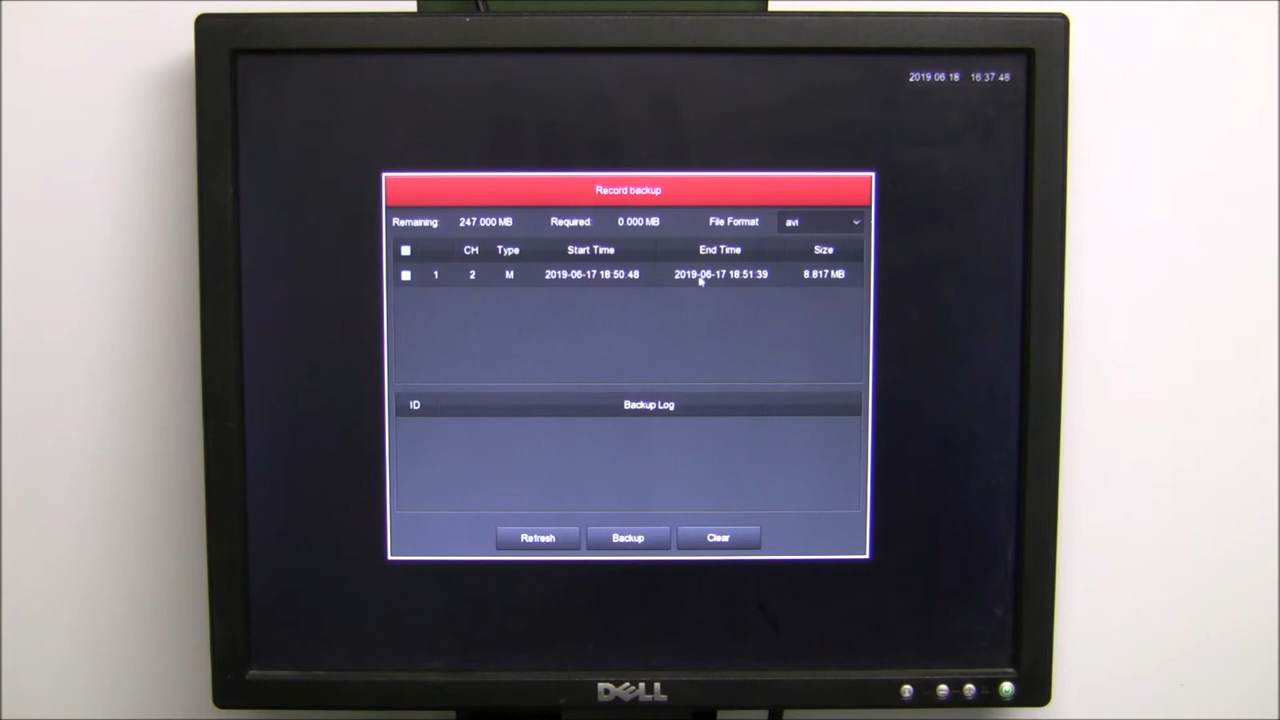 2019 06 18 16:37:48
Record backup
Remaining: 247.000 MB Required: 0.000 MB File Format avi
CH Type Start Time End Time Size
1 2 M 2019-06-17 18:50:48 2019-06-17 18:51:39 8.817 MB
ID Backup Log
Refresh Backup Clear
DELL